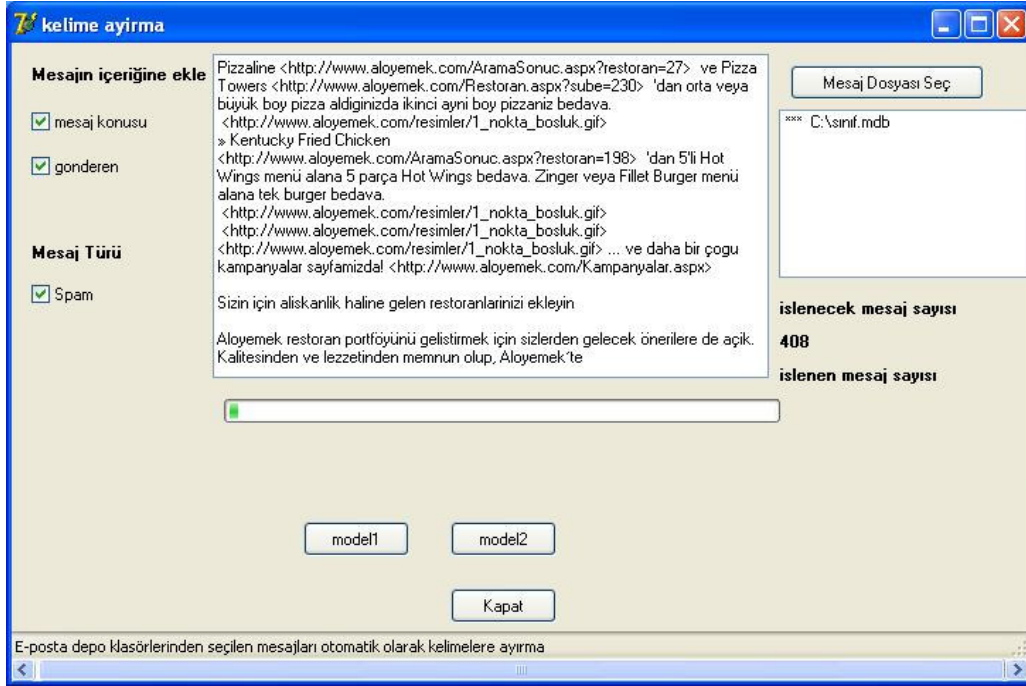 kelime ayirma
Mesajın içeriğine ekle
mesaj konusu
gonderen
Mesaj Türü
Spam
Pizzaline <http://www.aloyemek.com/AramaSonuc.aspx?restoran=27> ve Pizza
Towers <http://www.aloyemek.com/Restoran.aspx?sube=230> 'dan orta veya
büyük boy pizza aldiginizda ikinci ayni boy pizzaniz bedava.
<http://www.aloyemek.com/resimler/1_nokta_bosluk.gif>
» Kentucky Fried Chicken
<http://www.aloyemek.com/AramaSonuc.aspx?restoran=198> 'dan 5'li Hot
Wings menü alana 5 parça Hot Wings bedava. Zinger veya Fillet Burger menü
alana tek burger bedava.
<http://www.aloyemek.com/resimler/1_nokta_bosluk.gif>
<http://www.aloyemek.com/resimler/1_nokta_bosluk.gif>
<http://www.aloyemek.com/resimler/1_nokta_bosluk.gif> ... ve daha bir çogu
kampanyalar sayfamizda! <http://www.aloyemek.com/Kampanyalar.aspx>
Sizin için aliskanlik haline gelen restoranlarinizi ekleyin
Aloyemek restoran portföyünü gelistirmek için sizlerden gelecek önerilere de açik.
Kalitesinden ve lezzetinden memnun olup, Aloyemek´te
Mesaj Dosyası Seç
*** C:\sınıf.mdb
islenecek mesaj sayısı
408
islenen mesaj sayısı
model1
model2
Kapat
E-posta depo klasörlerinden seçilen mesajları otomatik olarak kelimelere ayırma